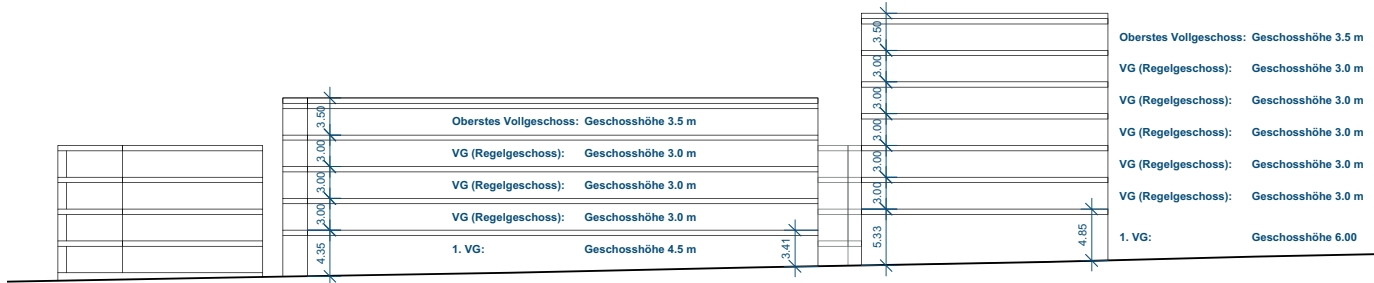 Oberstes Vollgeschoss: Geschosshöhe 3.5 m
VG (Regelgeschoss): Geschosshöhe 3.0 m
VG (Regelgeschoss): Geschosshöhe 3.0 m
VG (Regelgeschoss): Geschosshöhe 3.0 m
1. VG: Geschosshöhe 4.5 m
3.50
3.00
3.00
3.00
4.35
3.41
3.50
3.00
3.00
3.00
3.00
3.00
5.33
4.85
Oberstes Vollgeschoss: Geschosshöhe 3.5 m
VG (Regelgeschoss): Geschosshöhe 3.0 m
VG (Regelgeschoss): Geschosshöhe 3.0 m
VG (Regelgeschoss): Geschosshöhe 3.0 m
VG (Regelgeschoss): Geschosshöhe 3.0 m
VG (Regelgeschoss): Geschosshöhe 3.0 m
1. VG: Geschosshöhe 6.00